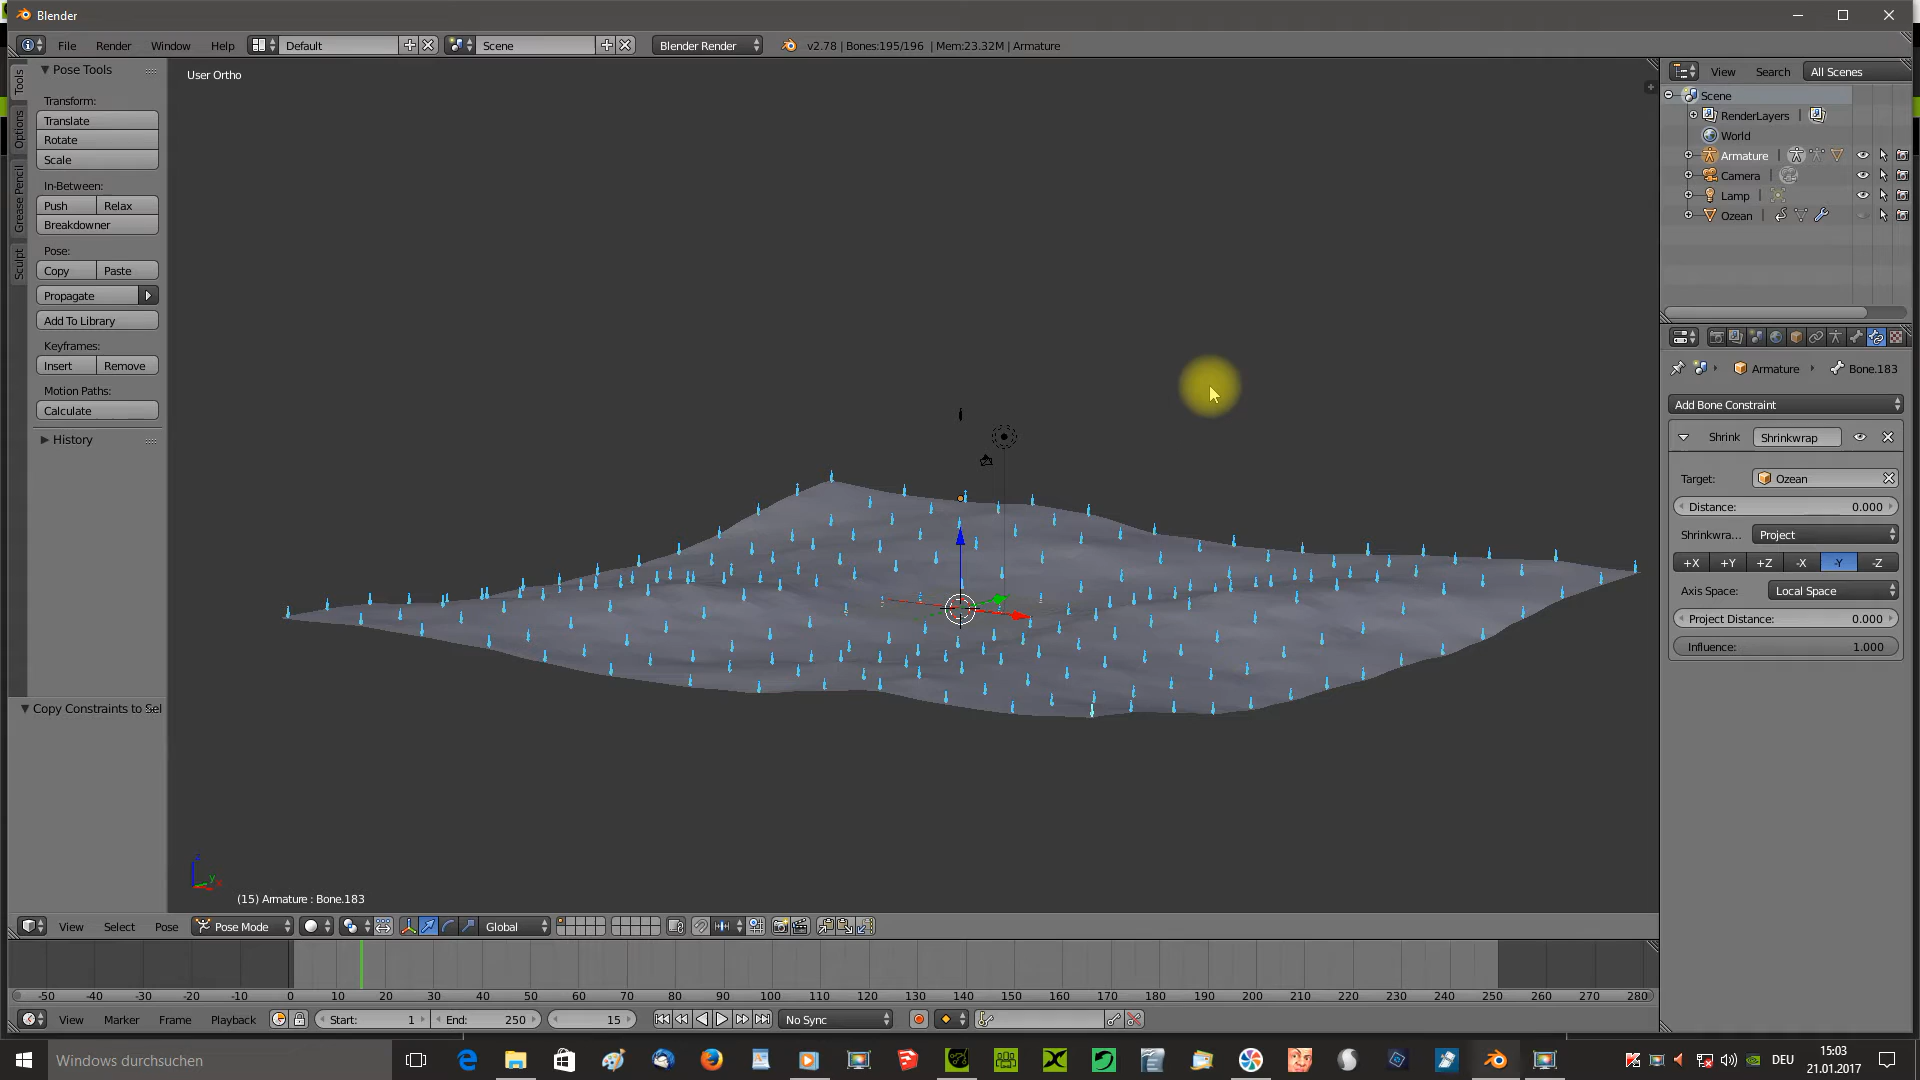 Blender
File Render Window Help Default Scene Blender Render v2.78 | Bones:195/196 | Mem:23.32M | Armature
View Search All Scenes
Tools
Options
Grease Pencil
Sculpt
Pose Tools
Transform:
Translate
Rotate
Scale
In-Between:
Push Relax
Breakdowner
Pose:
Copy Paste
Propagate
Add To Library
Keyframes:
Insert Remove
Motion Paths:
Calculate
History
Copy Constraints to Sel
User Ortho
z
y
x
(15) Armature : Bone.183
Scene
RenderLayers |
World
Armature |
Camera |
Lamp |
Ozean |
Armature Bone.183
Add Bone Constraint
Shrink Shrinkwrap
Target: Ozean
Distance: 0.000
Shrinkwra... Project
+X +Y +Z -X -Y -Z
Axis Space: Local Space
Project Distance: 0.000
Influence: 1.000
View Select Pose Pose Mode Global
-50 -40 -30 -20 -10 0 10 20 30 40 50 60 70 80 90 100 110 120 130 140 150 160 170 180 190 200 210 220 230 240 250 260 270 280
View Marker Frame Playback Start: 1 End: 250 15 No Sync
Windows durchsuchen
DEU
15:03
21.01.2017